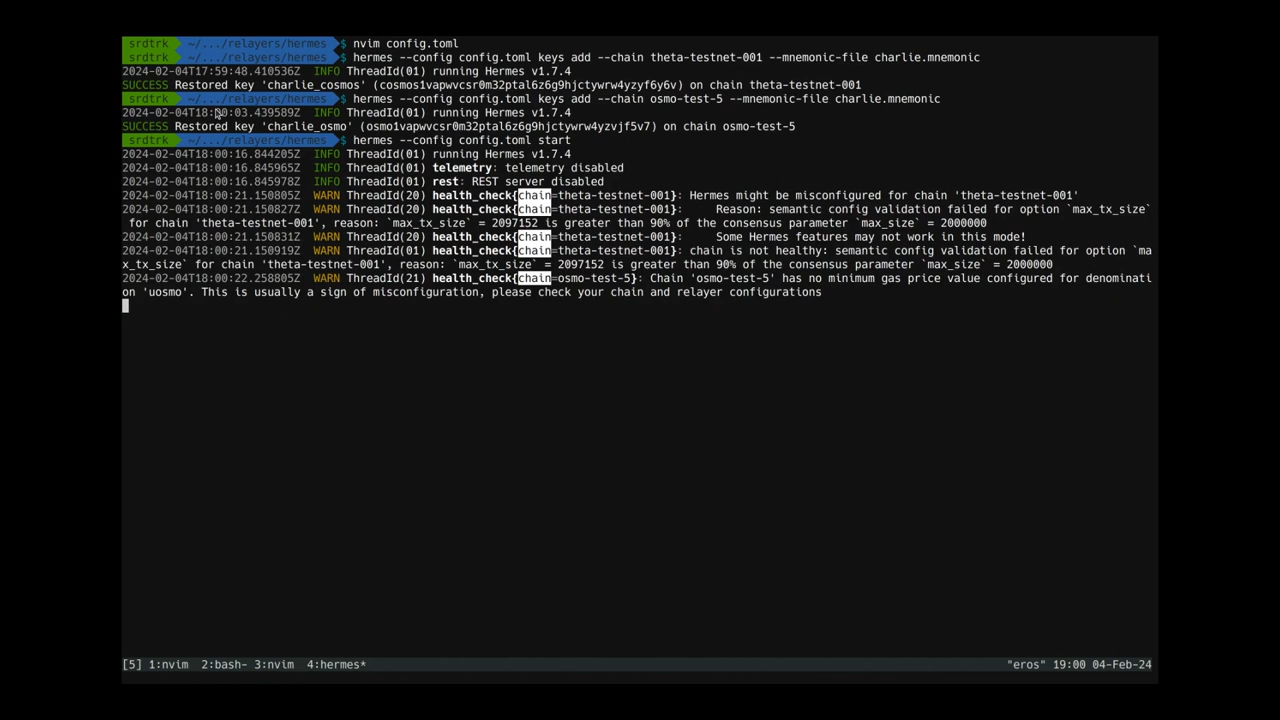 srdtrk ~/.../relayers/hermes $ nvim config.toml
srdtrk ~/.../relayers/hermes $ hermes --config config.toml keys add --chain theta-testnet-001 --mnemonic-file charlie.mnemonic
2024-02-04T17:59:48.410536Z INFO ThreadId(01) running Hermes v1.7.4
SUCCESS Restored key 'charlie_cosmos' (cosmos1vapwvcsr0m32ptal6z6g9hjctywrw4yzyf6y6v) on chain theta-testnet-001
srdtrk ~/.../relayers/hermes $ hermes --config config.toml keys add --chain osmo-test-5 --mnemonic-file charlie.mnemonic
2024-02-04T18:00:03.439589Z INFO ThreadId(01) running Hermes v1.7.4
SUCCESS Restored key 'charlie_osmo' (osmo1vapwvcsr0m32ptal6z6g9hjctywrw4yzvjf5v7) on chain osmo-test-5
srdtrk ~/.../relayers/hermes $ hermes --config config.toml start
2024-02-04T18:00:16.844205Z INFO ThreadId(01) running Hermes v1.7.4
2024-02-04T18:00:16.845965Z INFO ThreadId(01) telemetry: telemetry disabled
2024-02-04T18:00:16.845978Z INFO ThreadId(01) rest: REST server disabled
2024-02-04T18:00:21.150805Z WARN ThreadId(20) health_check{chain=theta-testnet-001}: Hermes might be misconfigured for chain 'theta-testnet-001'
2024-02-04T18:00:21.150827Z WARN ThreadId(20) health_check{chain=theta-testnet-001}: Reason: semantic config validation failed for option `max_tx_size`
for chain 'theta-testnet-001', reason: `max_tx_size` = 2097152 is greater than 90% of the consensus parameter `max_size` = 2000000
2024-02-04T18:00:21.150831Z WARN ThreadId(20) health_check{chain=theta-testnet-001}: Some Hermes features may not work in this mode!
2024-02-04T18:00:21.150919Z WARN ThreadId(01) health_check{chain=theta-testnet-001}: chain is not healthy: semantic config validation failed for option `ma
x_tx_size` for chain 'theta-testnet-001', reason: `max_tx_size` = 2097152 is greater than 90% of the consensus parameter `max_size` = 2000000
2024-02-04T18:00:22.258805Z WARN ThreadId(21) health_check{chain=osmo-test-5}: Chain 'osmo-test-5' has no minimum gas price value configured for denominati
on 'uosmo'. This is usually a sign of misconfiguration, please check your chain and relayer configurations
[5] 1:nvim 2:bash- 3:nvim 4:hermes* "eros" 19:00 04-Feb-24